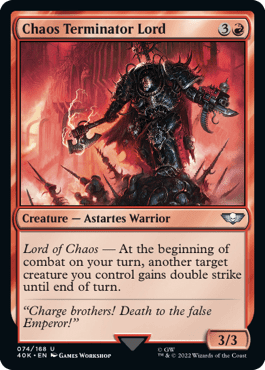 Chaos Terminator Lord 3
Creature — Astartes Warrior
Lord of Chaos — At the beginning of
combat on your turn, another target
creature you control gains double strike
until end of turn.
"Charge brothers! Death to the false
Emperor!"
3/3
074/168 U
40K • EN Games Workshop
© GW
™ & © 2022 Wizards of the Coast